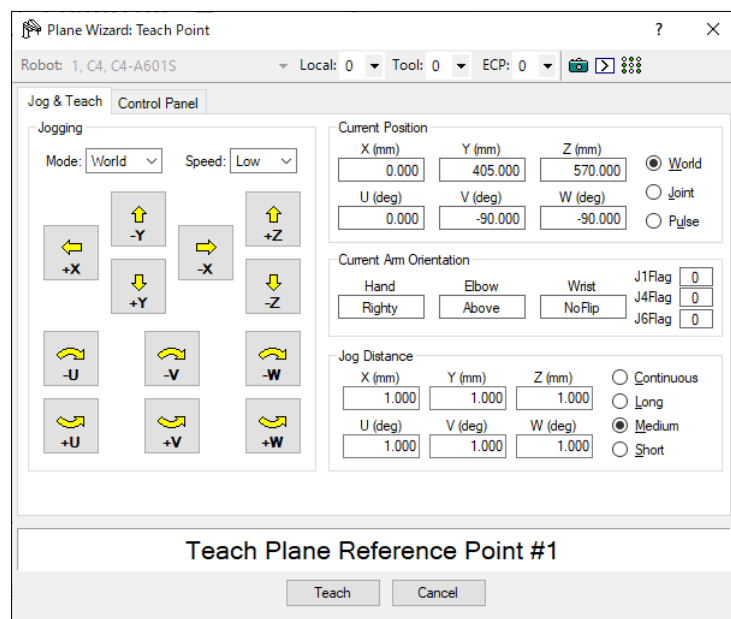 Plane Wizard: Teach Point ? ×
Robot: 1, C4, C4-A601S Local: 0 Tool: 0 ECP: 0
Jog & Teach Control Panel
Jogging
Mode: World Speed: Low
-Y +Z
+X -X
+Y -Z
-U -V -W
+U +V +W
Current Position
X (mm) Y (mm) Z (mm)
0.000 405.000 570.000
U (deg) V (deg) W (deg)
0.000 -90.000 -90.000
World
Joint
Pulse
Current Arm Orientation
Hand Elbow Wrist
Righty Above NoFlip
J1Flag 0
J4Flag 0
J6Flag 0
Jog Distance
X (mm) Y (mm) Z (mm)
1.000 1.000 1.000
U (deg) V (deg) W (deg)
1.000 1.000 1.000
Continuous
Long
Medium
Short
Teach Plane Reference Point #1
Teach Cancel